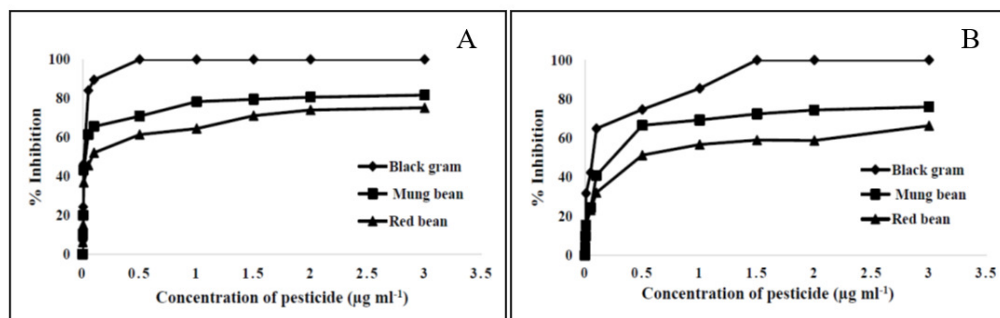 A
100
80
60
40
20
0
% Inhibition
Black gram
Mung bean
Red bean
0 0.5 1 1.5 2 2.5 3 3.5
Concentration of pesticide (µg ml⁻¹)
B
100
80
60
40
20
0
% Inhibition
Black gram
Mung bean
Red bean
0 0.5 1 1.5 2 2.5 3 3.5
Concentration of pesticide (µg ml⁻¹)